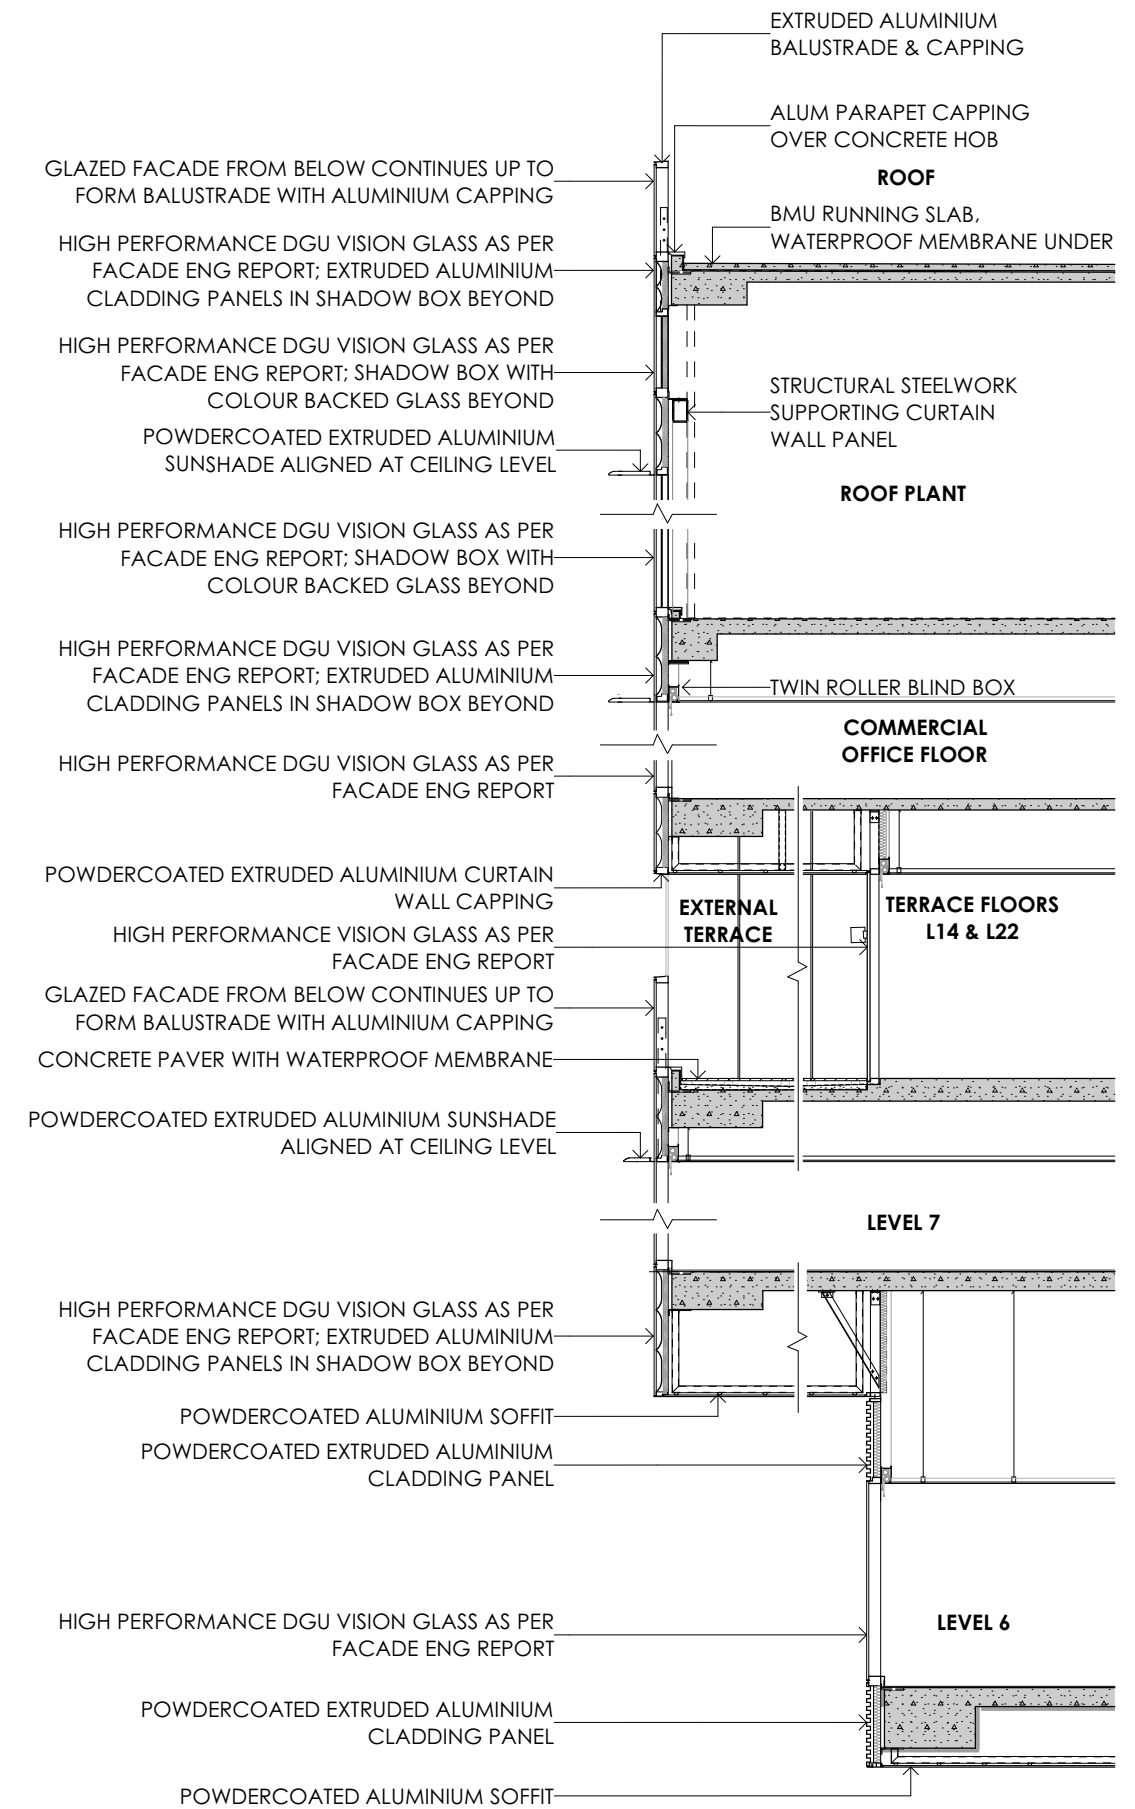 EXTRUDED ALUMINIUM
BALUSTRADE & CAPPING
ALUM PARAPET CAPPING
OVER CONCRETE HOB
GLAZED FACADE FROM BELOW CONTINUES UP TO
FORM BALUSTRADE WITH ALUMINIUM CAPPING
ROOF
BMU RUNNING SLAB,
WATERPROOF MEMBRANE UNDER
HIGH PERFORMANCE DGU VISION GLASS AS PER
FACADE ENG REPORT; EXTRUDED ALUMINIUM
CLADDING PANELS IN SHADOW BOX BEYOND
HIGH PERFORMANCE DGU VISION GLASS AS PER
FACADE ENG REPORT; SHADOW BOX WITH
COLOUR BACKED GLASS BEYOND
STRUCTURAL STEELWORK
SUPPORTING CURTAIN
WALL PANEL
POWDERCOATED EXTRUDED ALUMINIUM
SUNSHADE ALIGNED AT CEILING LEVEL
ROOF PLANT
HIGH PERFORMANCE DGU VISION GLASS AS PER
FACADE ENG REPORT; SHADOW BOX WITH
COLOUR BACKED GLASS BEYOND
HIGH PERFORMANCE DGU VISION GLASS AS PER
FACADE ENG REPORT; EXTRUDED ALUMINIUM
CLADDING PANELS IN SHADOW BOX BEYOND
TWIN ROLLER BLIND BOX
COMMERCIAL
OFFICE FLOOR
HIGH PERFORMANCE DGU VISION GLASS AS PER
FACADE ENG REPORT
POWDERCOATED EXTRUDED ALUMINIUM CURTAIN
WALL CAPPING
EXTERNAL
TERRACE
TERRACE FLOORS
L14 & L22
HIGH PERFORMANCE VISION GLASS AS PER
FACADE ENG REPORT
GLAZED FACADE FROM BELOW CONTINUES UP TO
FORM BALUSTRADE WITH ALUMINIUM CAPPING
CONCRETE PAVER WITH WATERPROOF MEMBRANE
POWDERCOATED EXTRUDED ALUMINIUM SUNSHADE
ALIGNED AT CEILING LEVEL
LEVEL 7
HIGH PERFORMANCE DGU VISION GLASS AS PER
FACADE ENG REPORT; EXTRUDED ALUMINIUM
CLADDING PANELS IN SHADOW BOX BEYOND
POWDERCOATED ALUMINIUM SOFFIT
POWDERCOATED EXTRUDED ALUMINIUM
CLADDING PANEL
HIGH PERFORMANCE DGU VISION GLASS AS PER
FACADE ENG REPORT
LEVEL 6
POWDERCOATED EXTRUDED ALUMINIUM
CLADDING PANEL
POWDERCOATED ALUMINIUM SOFFIT